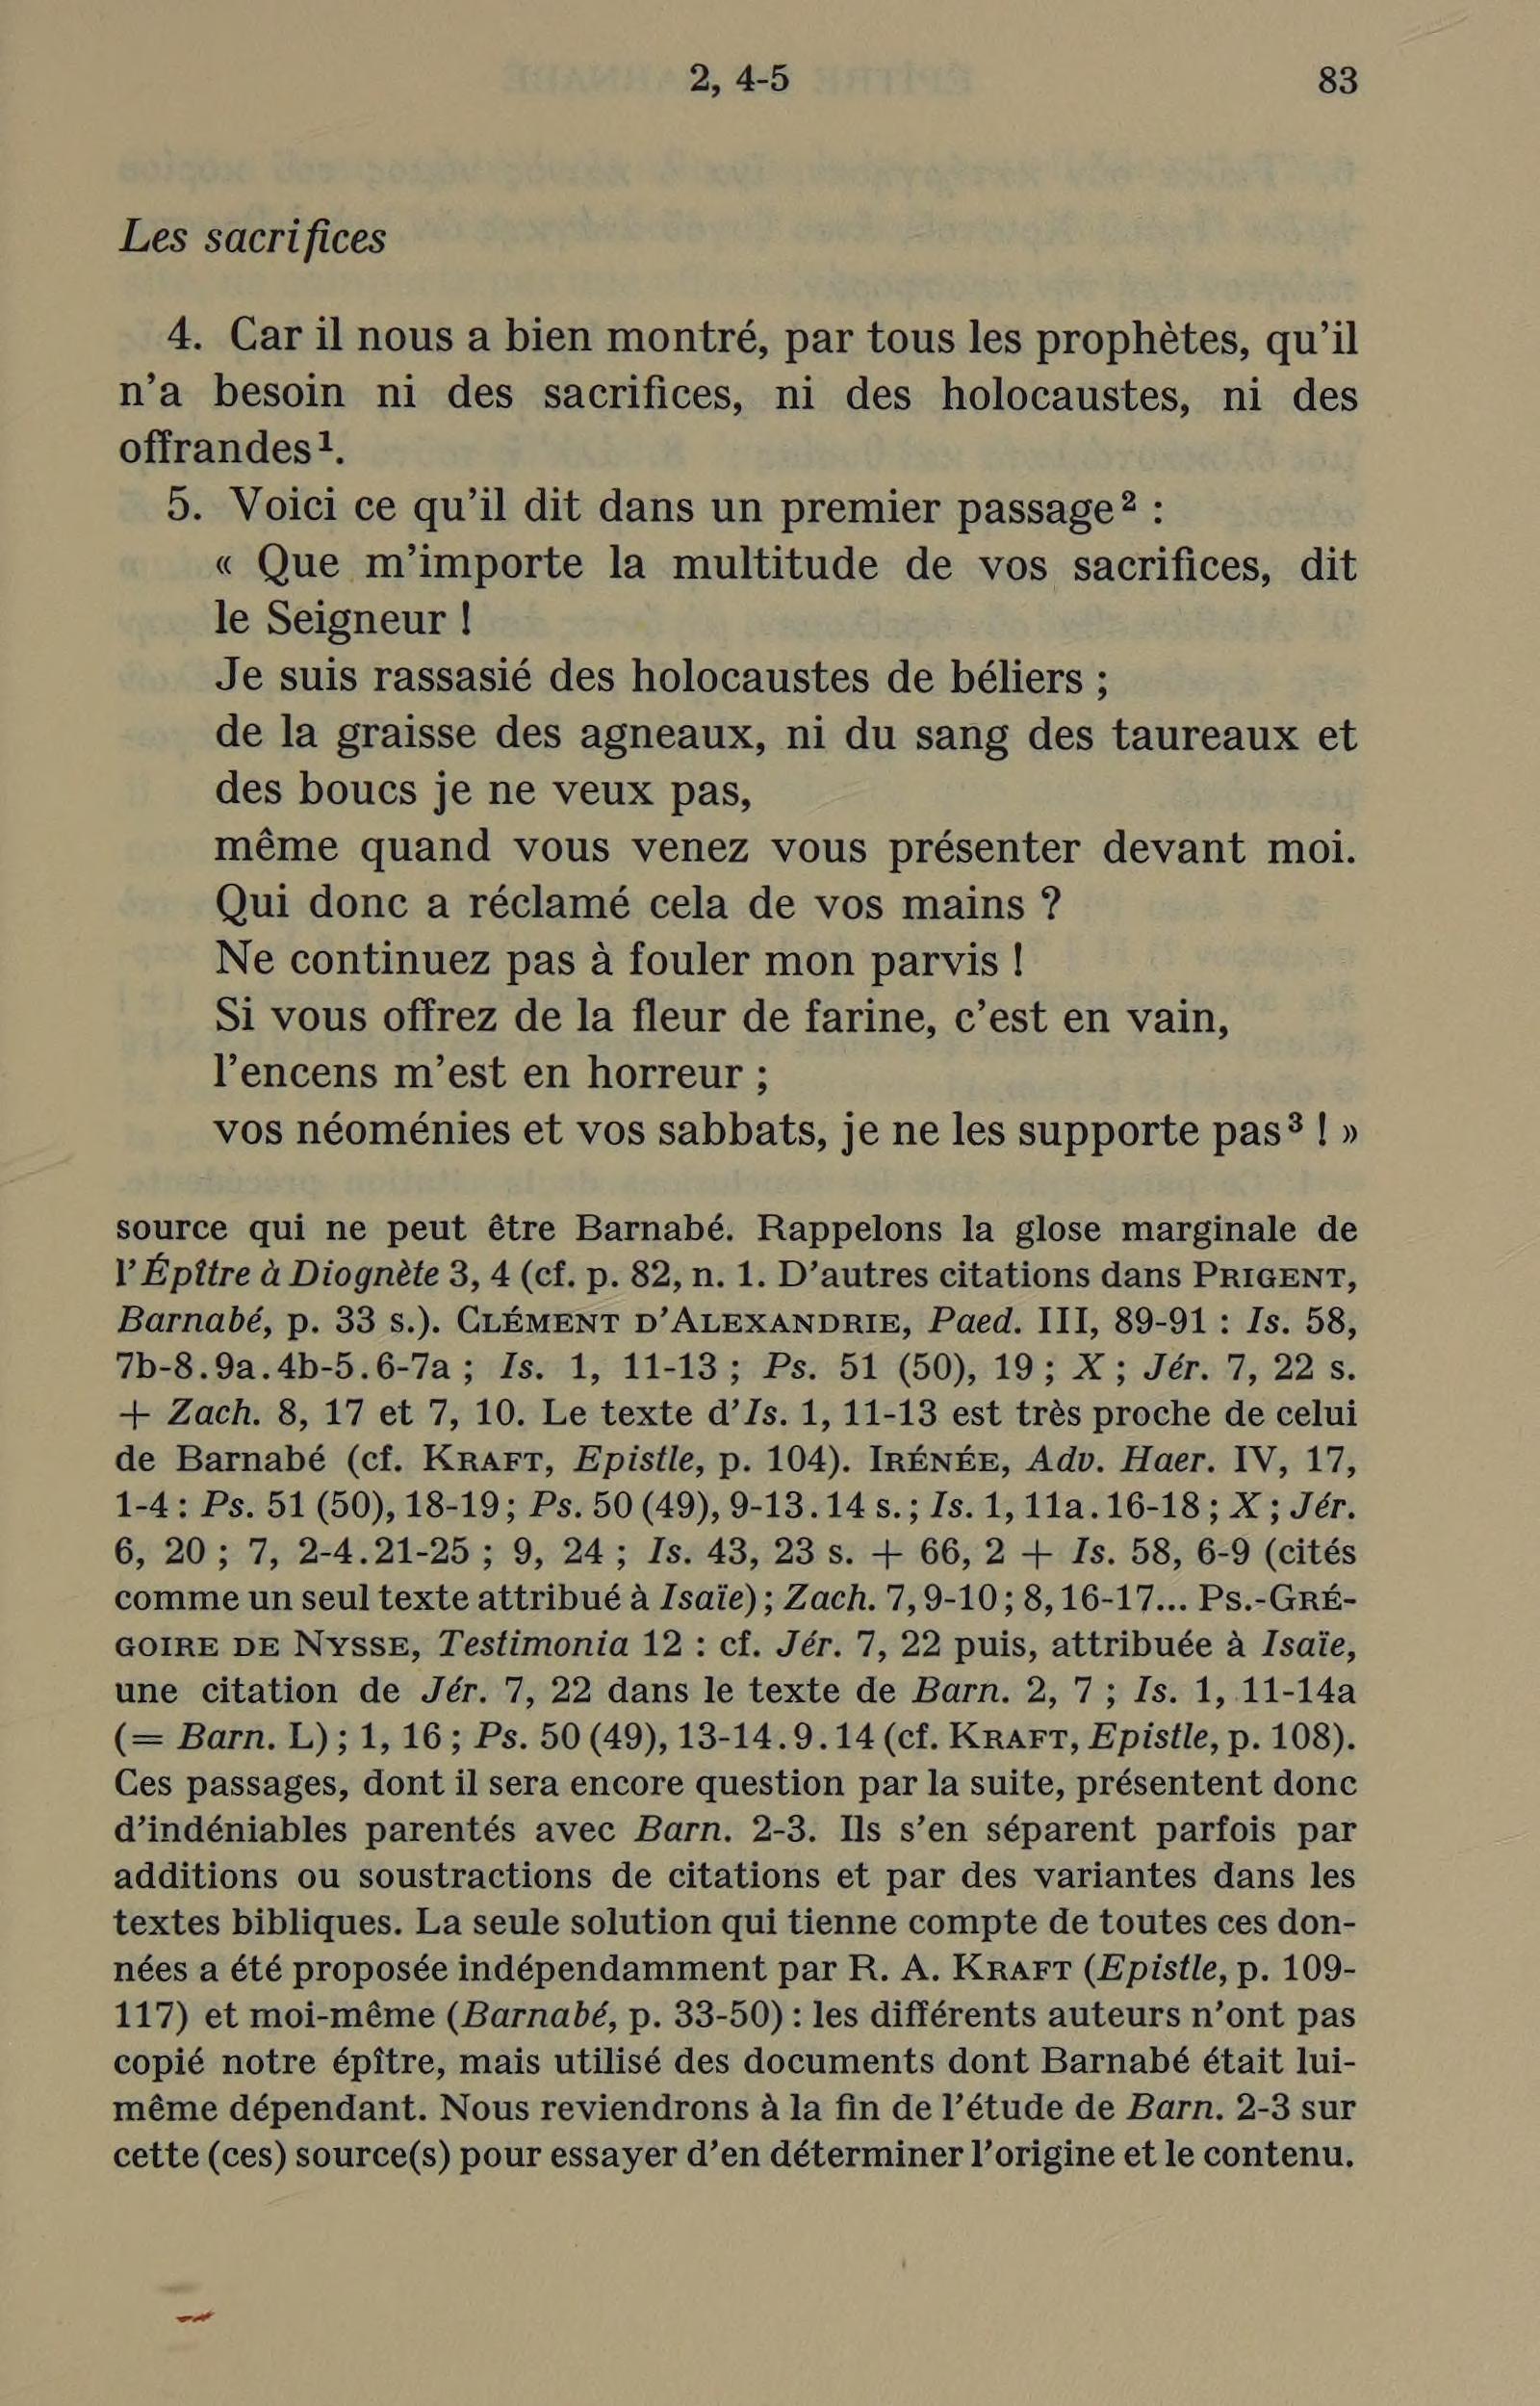 2, 4-5
83
Les sacrifices
4. Car il nous a bien montré, par tous les prophètes, qu’il
n’a besoin ni des sacrifices, ni des holocaustes, ni des
offrandes¹.
5. Voici ce qu’il dit dans un premier passage² :
« Que m’importe la multitude de vos sacrifices, dit
le Seigneur !
Je suis rassasié des holocaustes de béliers ;
de la graisse des agneaux, ni du sang des taureaux et
des boucs je ne veux pas,
même quand vous venez vous présenter devant moi.
Qui donc a réclamé cela de vos mains ?
Ne continuez pas à fouler mon parvis !
Si vous offrez de la fleur de farine, c’est en vain,
l’encens m’est en horreur ;
vos néoménies et vos sabbats, je ne les supporte pas³ ! »
source qui ne peut être Barnabé. Rappelons la glose marginale de
l’Épître à Diognète 3, 4 (cf. p. 82, n. 1. D’autres citations dans PRIGENT,
Barnabé, p. 33 s.). CLÉMENT D’ALEXANDRIE, Paed. III, 89-91 : Is. 58,
7b-8.9a.4b-5.6-7a ; Is. 1, 11-13 ; Ps. 51 (50), 19 ; X ; Jér. 7, 22 s.
+ Zach. 8, 17 et 7, 10. Le texte d’Is. 1, 11-13 est très proche de celui
de Barnabé (cf. KRAFT, Epistle, p. 104). IRÉNÉE, Adv. Haer. IV, 17,
1-4 : Ps. 51 (50), 18-19 ; Ps. 50 (49), 9-13.14 s. ; Is. 1, 11a.16-18 ; X ; Jér.
6, 20 ; 7, 2-4.21-25 ; 9, 24 ; Is. 43, 23 s. + 66, 2 + Is. 58, 6-9 (cités
comme un seul texte attribué à Isaïe) ; Zach. 7, 9-10 ; 8, 16-17... Ps.-GRÉ-
GOIRE DE NYSSE, Testimonia 12 : cf. Jér. 7, 22 puis, attribuée à Isaïe,
une citation de Jér. 7, 22 dans le texte de Barn. 2, 7 ; Is. 1, 11-14a
(= Barn. L) ; 1, 16 ; Ps. 50 (49), 13-14.9.14 (cf. KRAFT, Epistle, p. 108).
Ces passages, dont il sera encore question par la suite, présentent donc
d’indéniables parentés avec Barn. 2-3. Ils s’en séparent parfois par
additions ou soustractions de citations et par des variantes dans les
textes bibliques. La seule solution qui tienne compte de toutes ces don-
nées a été proposée indépendamment par R. A. KRAFT (Epistle, p. 109-
117) et moi-même (Barnabé, p. 33-50) : les différents auteurs n’ont pas
copié notre épître, mais utilisé des documents dont Barnabé était lui-
même dépendant. Nous reviendrons à la fin de l’étude de Barn. 2-3 sur
cette (ces) source(s) pour essayer d’en déterminer l’origine et le contenu.